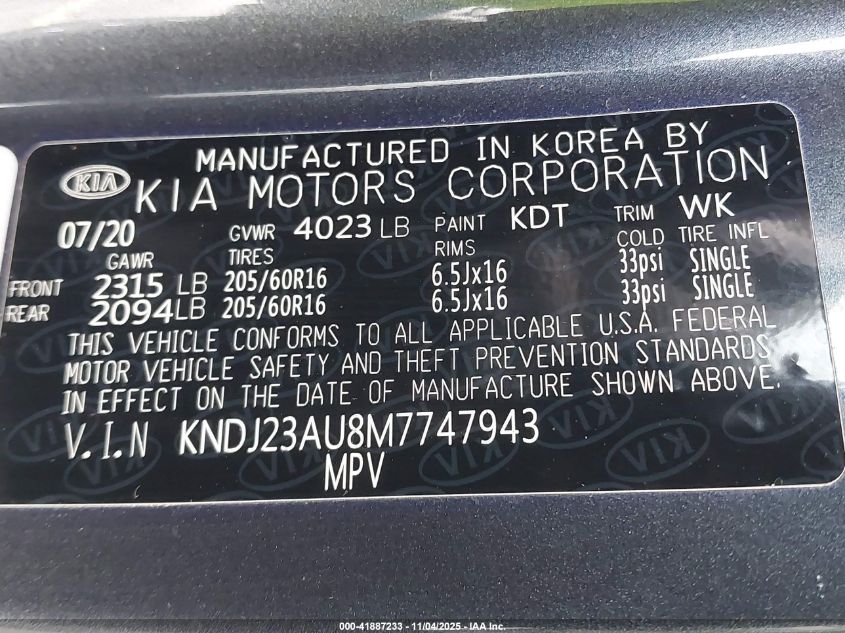 MANUFACTURED IN KOREA BY
KIA KIA MOTORS CORPORATION
07/20 GVWR 4023 LB PAINT KDT TRIM WK
GAWR TIRES RIMS COLD TIRE INFL
FRONT 2315 LB 205/60R16 6.5Jx16 33psi SINGLE
REAR 2094 LB 205/60R16 6.5Jx16 33psi SINGLE
THIS VEHICLE CONFORMS TO ALL APPLICABLE U.S.A. FEDERAL
MOTOR VEHICLE SAFETY AND THEFT PREVENTION STANDARDS
IN EFFECT ON THE DATE OF MANUFACTURE SHOWN ABOVE.
V.I.N KNDJ23AU8M7747943
MPV
000-41887233 - 11/04/2025 - IAA Inc.